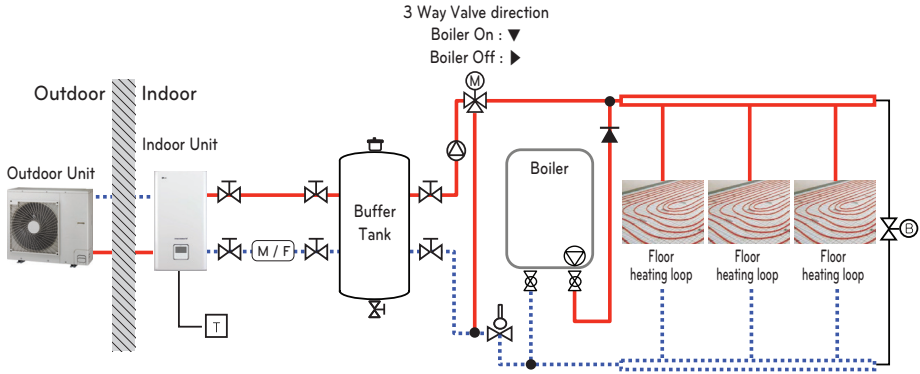 3 Way Valve direction
Boiler On : ▼
Boiler Off : ▶
M
Outdoor
Indoor
Outdoor Unit
Indoor Unit
Buffer
Tank
Boiler
M / F
T
B
Floor
heating loop
Floor
heating loop
Floor
heating loop